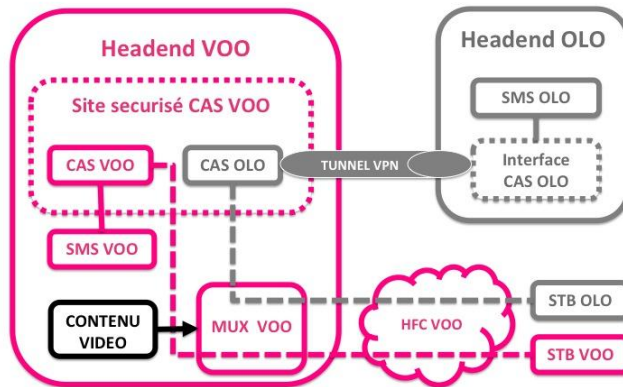 Headend VOO
Headend OLO
Site securisé CAS VOO
SMS OLO
CAS VOO
CAS OLO
TUNNEL VPN
Interface
CAS OLO
SMS VOO
CONTENU
VIDEO
MUX VOO
HFC VOO
STB OLO
STB VOO